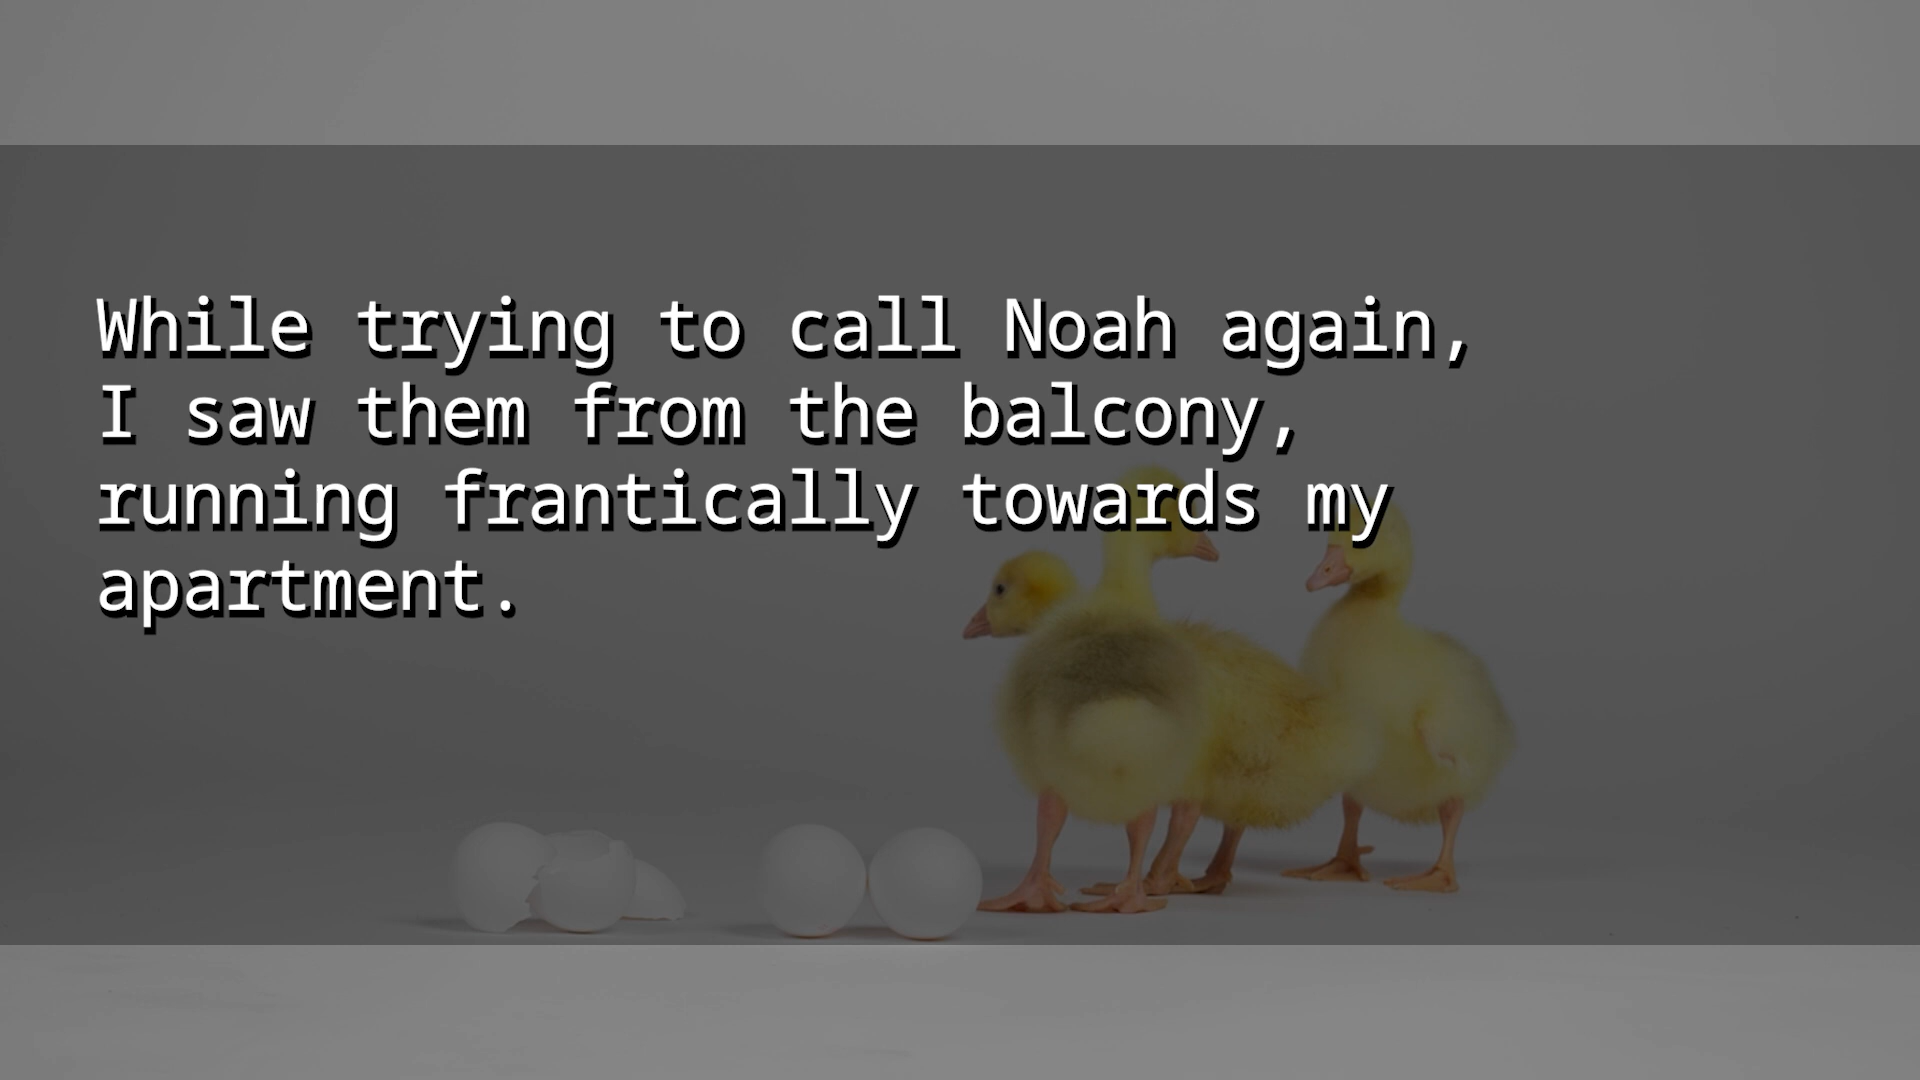 While trying to call Noah again,
I saw them from the balcony,
running frantically towards my
apartment.